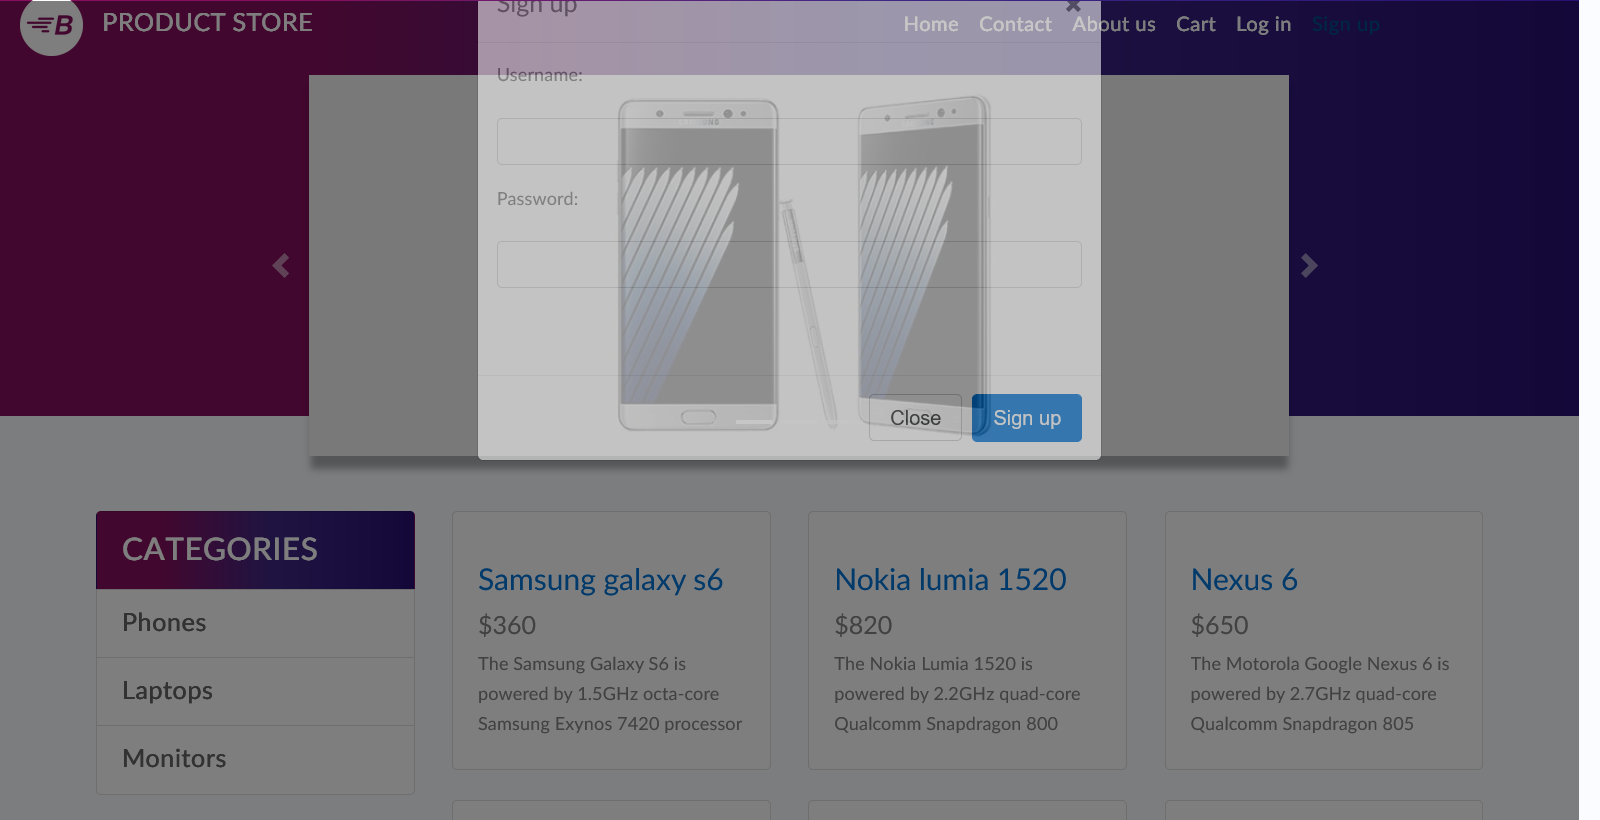 Sign up
B PRODUCT STORE
Home Contact About us Cart Log in Sign up
Username:
SAMSUNG
Password:
Close Sign up
CATEGORIES
Phones
Laptops
Monitors
Samsung galaxy s6
$360
The Samsung Galaxy S6 is
powered by 1.5GHz octa-core
Samsung Exynos 7420 processor
Nokia lumia 1520
$820
The Nokia Lumia 1520 is
powered by 2.2GHz quad-core
Qualcomm Snapdragon 800
Nexus 6
$650
The Motorola Google Nexus 6 is
powered by 2.7GHz quad-core
Qualcomm Snapdragon 805